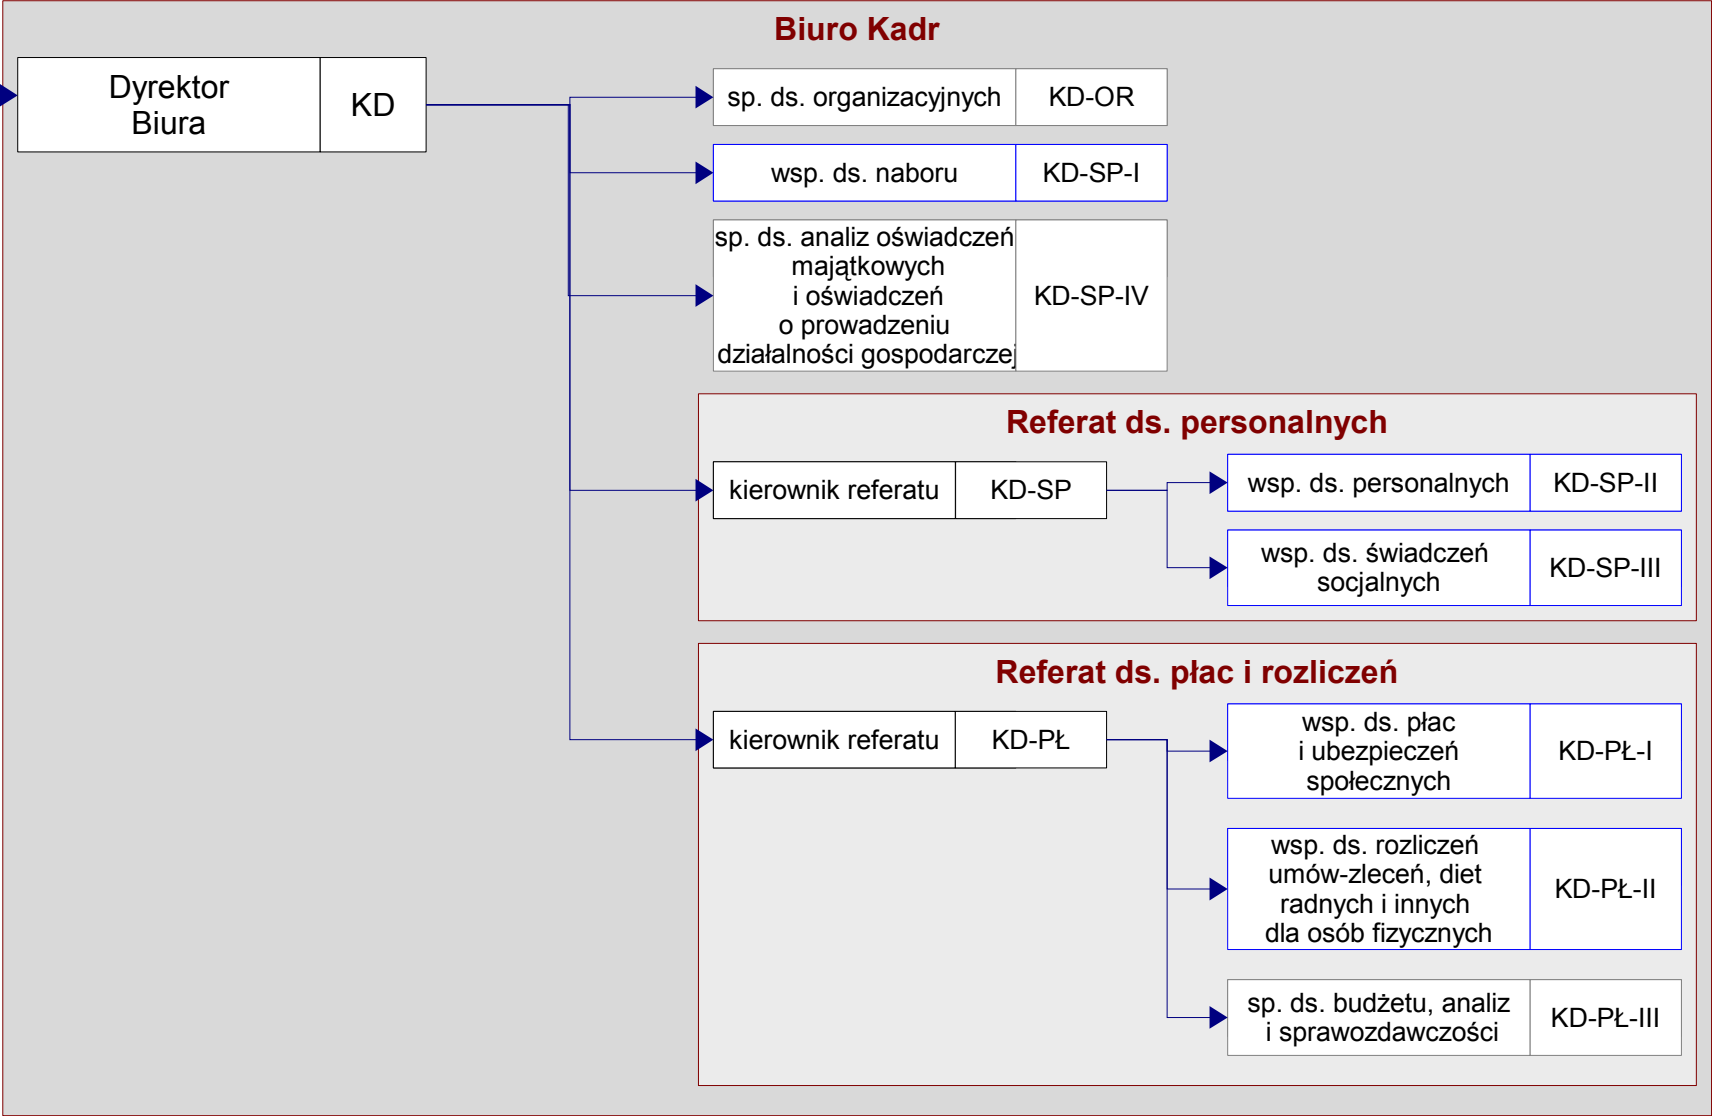 Biuro Kadr
Dyrektor
Biura
KD
sp. ds. organizacyjnych
KD-OR
wsp. ds. naboru
KD-SP-I
sp. ds. analiz oświadczeń
majątkowych
i oświadczeń
o prowadzeniu
działalności gospodarczej
KD-SP-IV
Referat ds. personalnych
kierownik referatu
KD-SP
wsp. ds. personalnych
KD-SP-II
wsp. ds. świadczeń
socjalnych
KD-SP-III
Referat ds. płac i rozliczeń
kierownik referatu
KD-PŁ
wsp. ds. płac
i ubezpieczeń
społecznych
KD-PŁ-I
wsp. ds. rozliczeń
umów-zleceń, diet
radnych i innych
dla osób fizycznych
KD-PŁ-II
sp. ds. budżetu, analiz
i sprawozdawczości
KD-PŁ-III